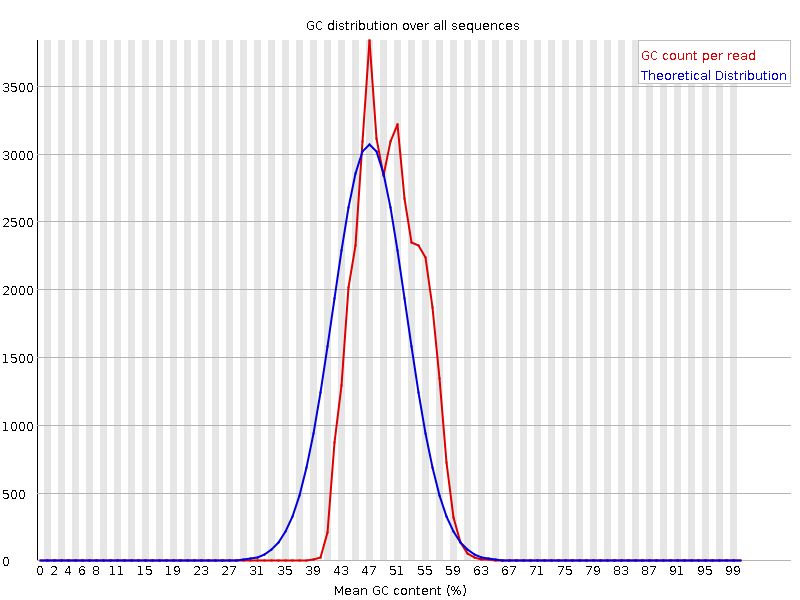 GC distribution over all sequences
GC count per read
Theoretical Distribution
3500
3000
2500
2000
1500
1000
500
0
0 2 4 6 8 11 15 19 23 27 31 35 39 43 47 51 55 59 63 67 71 75 79 83 87 91 95 99
Mean GC content (%)